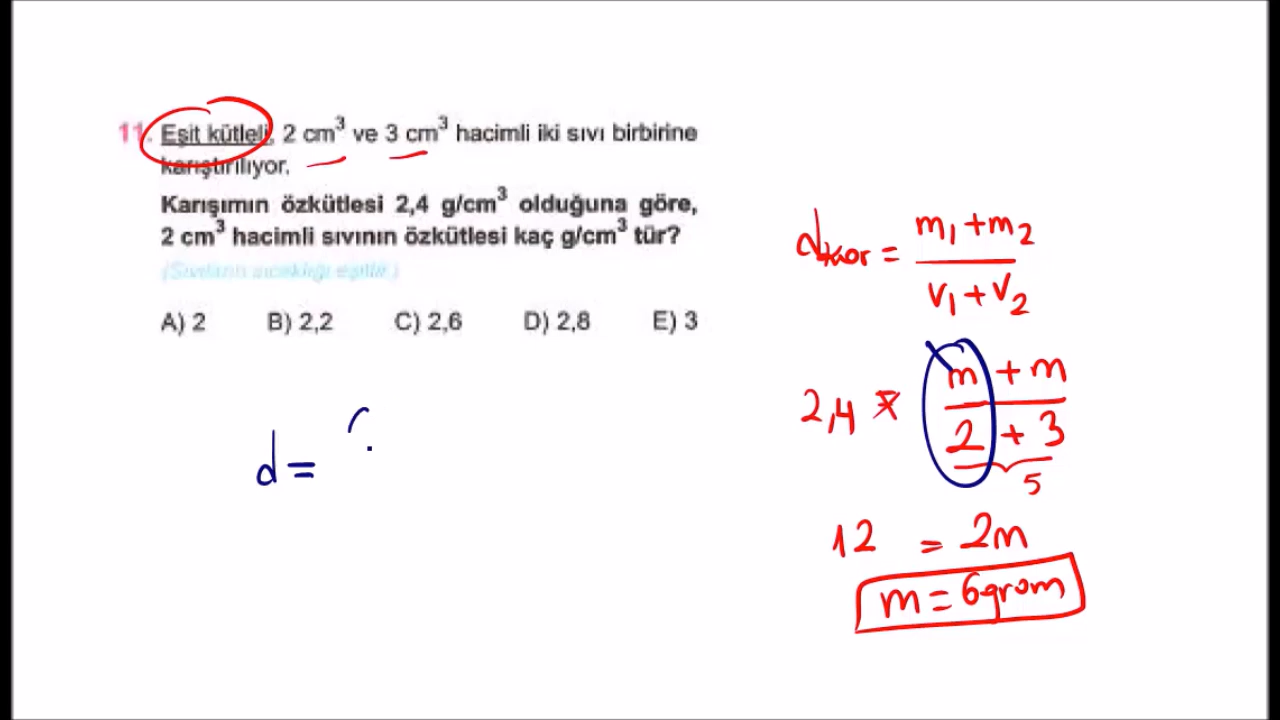 11. Eşit kütleli, 2 cm³ ve 3 cm³ hacimli iki sıvı birbirine
karıştırılıyor.
Karışımın özkütlesi 2,4 g/cm³ olduğuna göre,
2 cm³ hacimli sıvının özkütlesi kaç g/cm³ tür?
(Sıvıların sıcaklığı eşittir.)
A) 2 B) 2,2 C) 2,6 D) 2,8 E) 3
d = ?
dkar = m₁ + m₂
v₁ + v₂
2,4 = m + m
2 + 3
5
12 = 2m
m = 6 gram